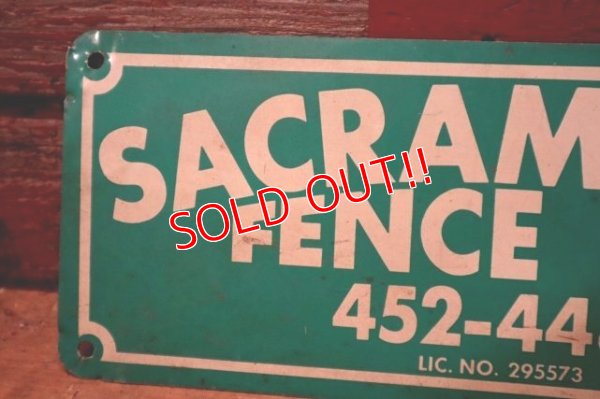 SACRAM
SOLD OUT!!
FENCE
452-44
LIC. NO. 295573